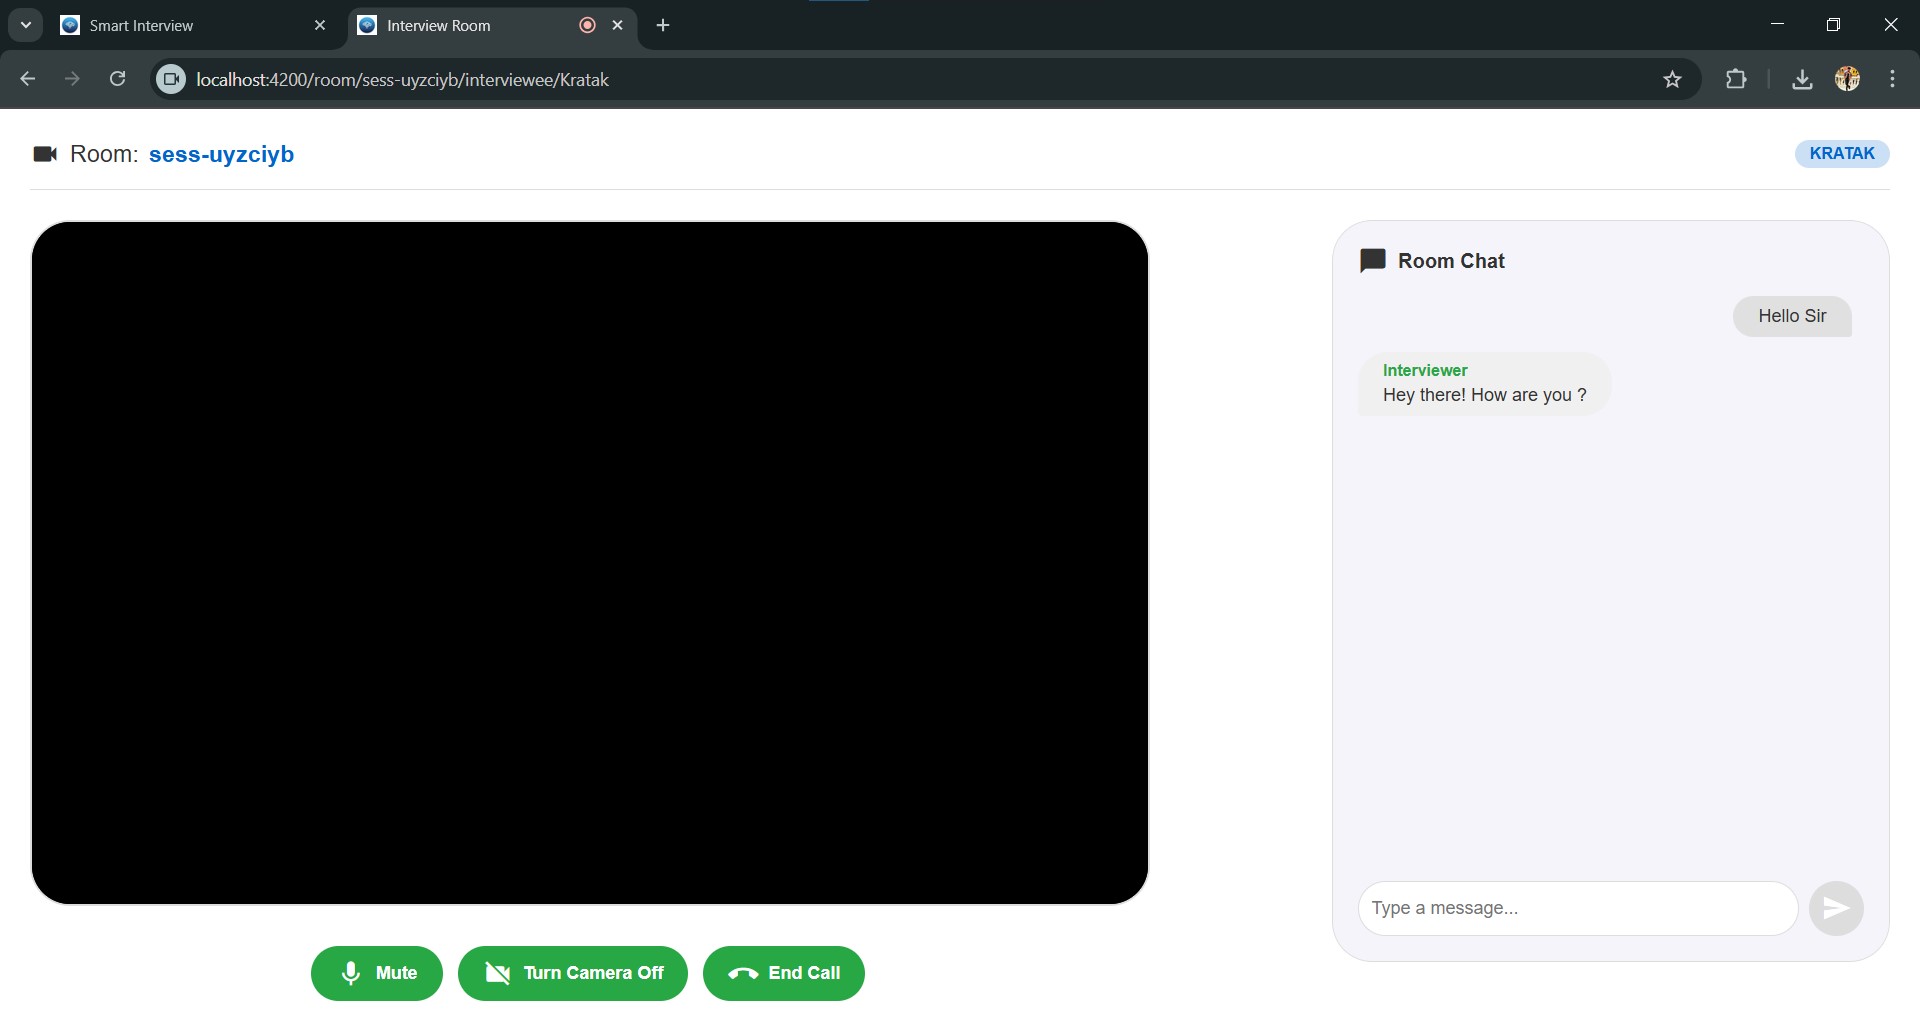 Smart Interview
Interview Room
localhost:4200/room/sess-uyzciyb/interviewee/Kratak
Room: sess-uyzciyb
KRATAK
Room Chat
Hello Sir
Interviewer
Hey there! How are you ?
Type a message...
Mute
Turn Camera Off
End Call